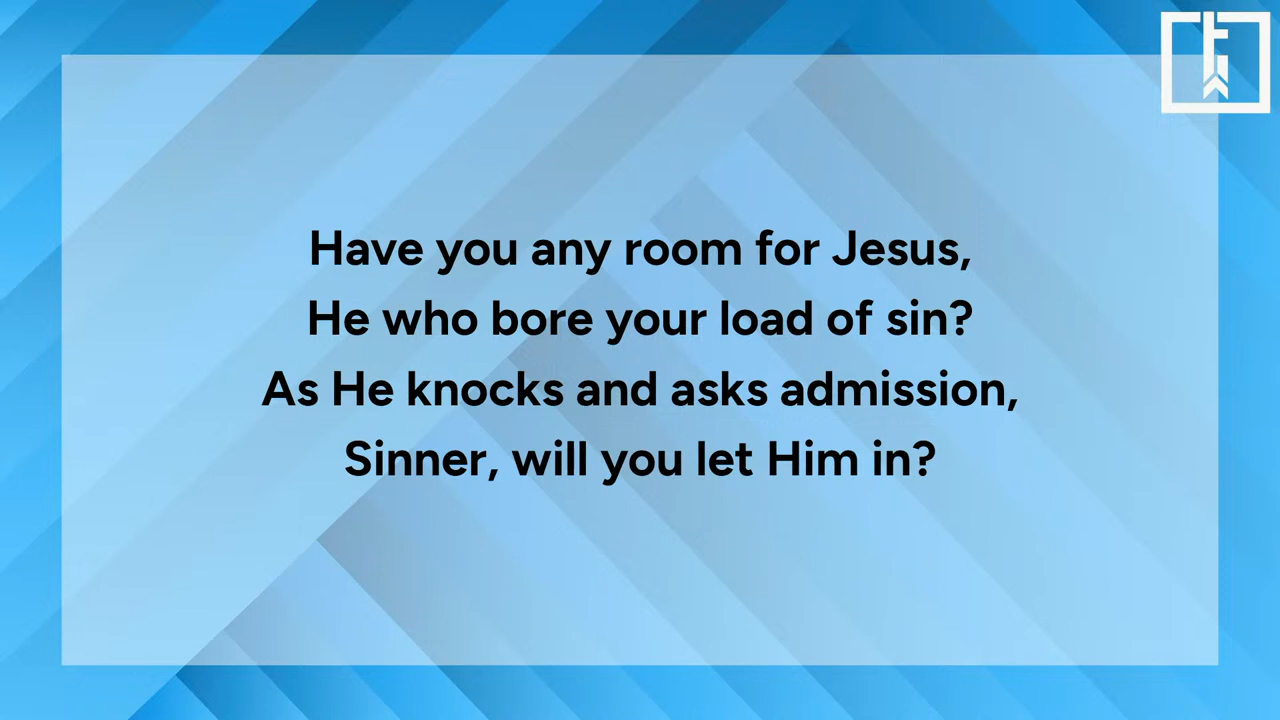 Have you any room for Jesus,
He who bore your load of sin?
As He knocks and asks admission,
Sinner, will you let Him in?